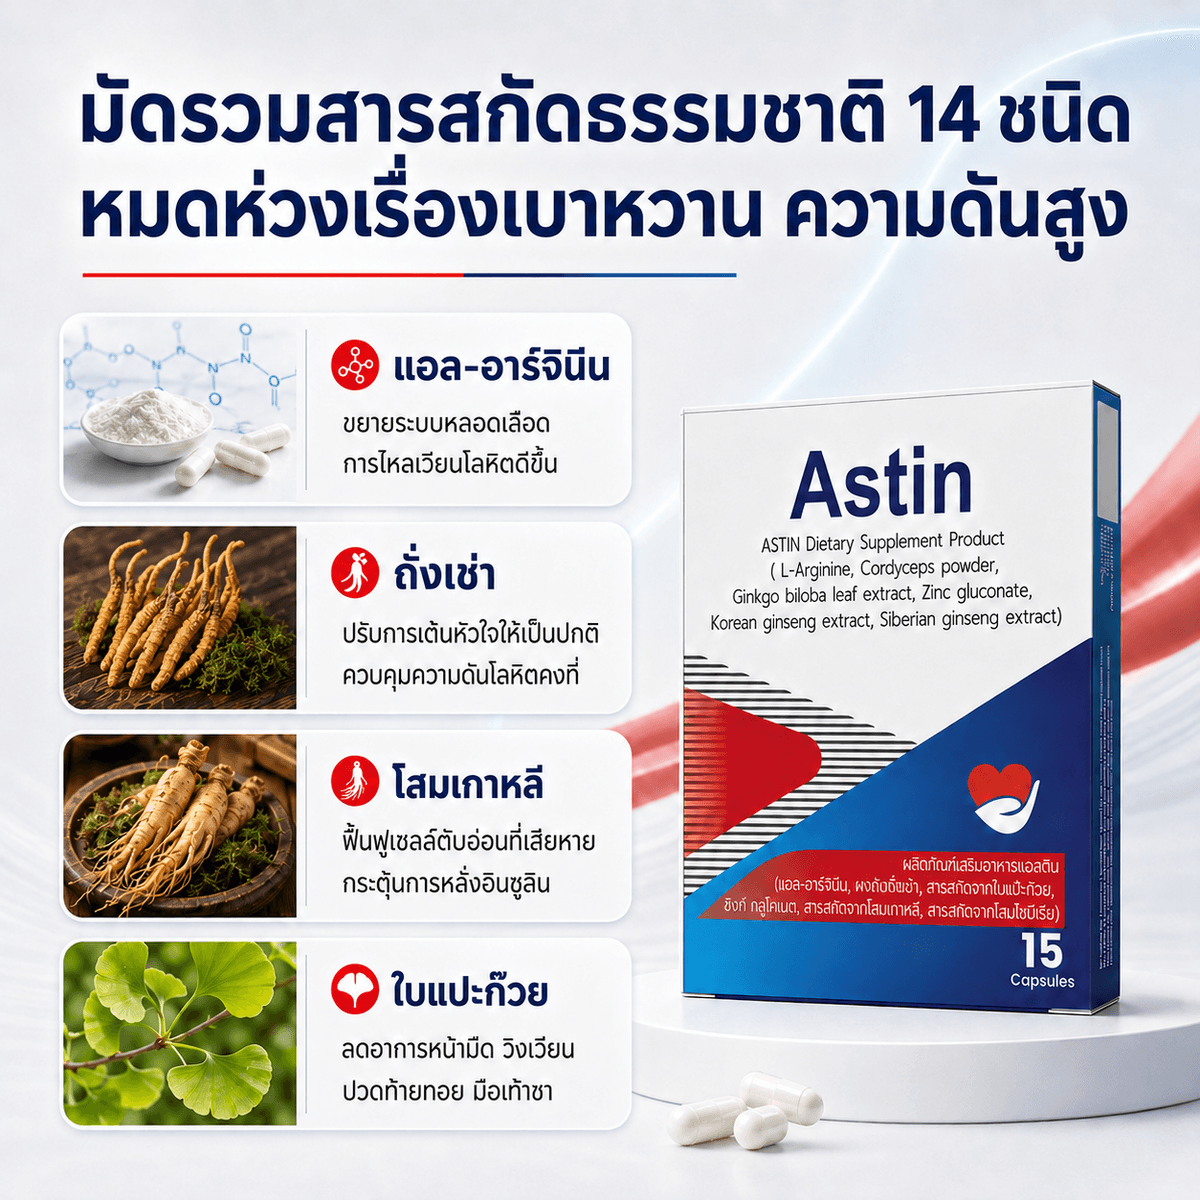 มัดรวมสารสกัดธรรมชาติ 14 ชนิด
หมดห่วงเรื่องเบาหวาน ความดันสูง
แอล-อาร์จินีน
ขยายระบบหลอดเลือด
การไหลเวียนโลหิตดีขึ้น
ถั่งเช่า
ปรับการเต้นหัวใจให้เป็นปกติ
ควบคุมความดันโลหิตคงที่
โสมเกาหลี
ฟื้นฟูเซลล์ตับอ่อนที่เสียหาย
กระตุ้นการหลั่งอินซูลิน
ใบแปะก๊วย
ลดอาการหน้ามืด วิงเวียน
ปวดท้ายทอย มือเท้าชา
Astin
ASTIN Dietary Supplement Product
( L-Arginine, Cordyceps powder,
Ginkgo biloba leaf extract, Zinc gluconate,
Korean ginseng extract, Siberian ginseng extract)
ผลิตภัณฑ์เสริมอาหารแอสติน
(แอล-อาร์จินีน, สารสกัดจากใบแป๊ะก๊วย,
ซิงก์ กลูโคเนต, สารสกัดจากโสมเกาหลี, สารสกัดจากโสมไซบีเรีย)
15
Capsules